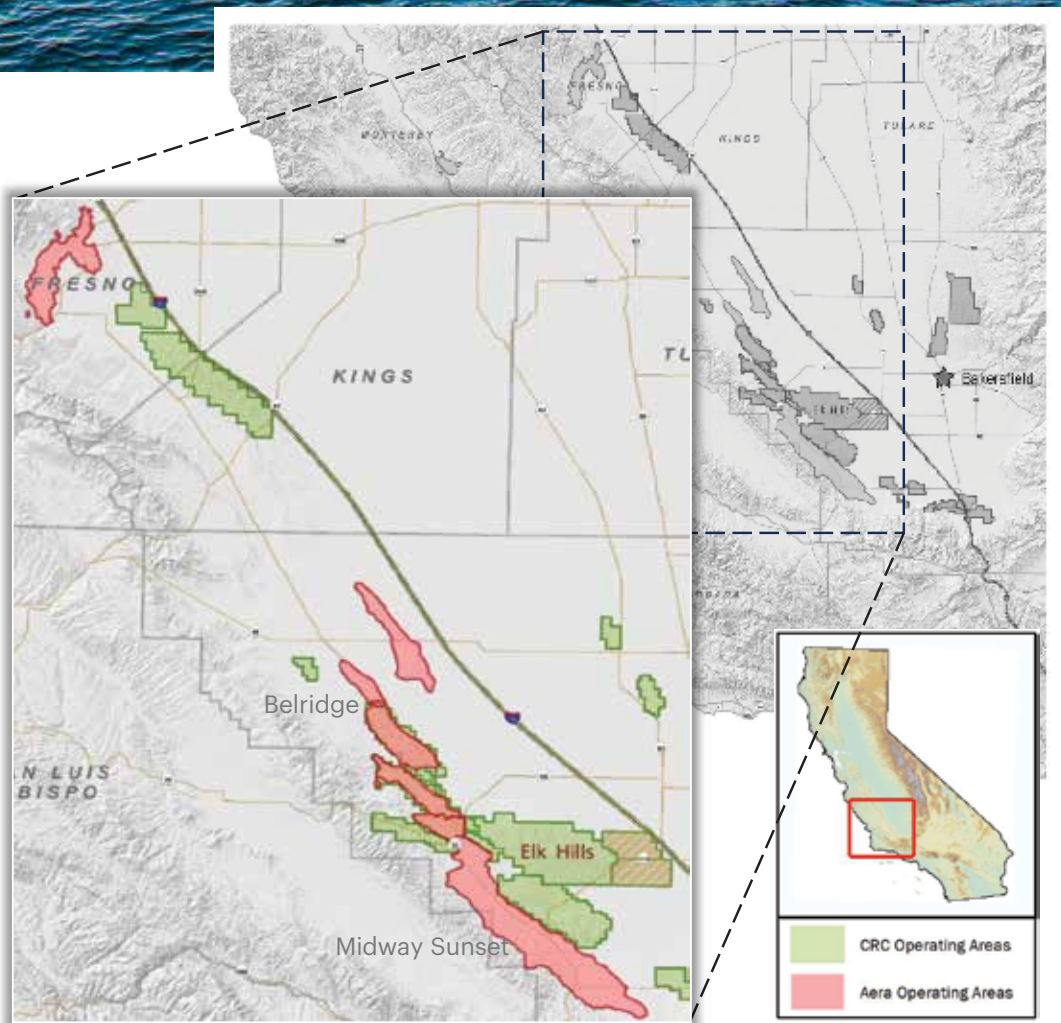 FRESNO
MONTEREY
KINGS
TULARE
Bakersfield
FRESNO
KINGS
TU
Belridge
N LUIS
BISPO
Elk Hills
Midway Sunset
CRC Operating Areas
Aera Operating Areas